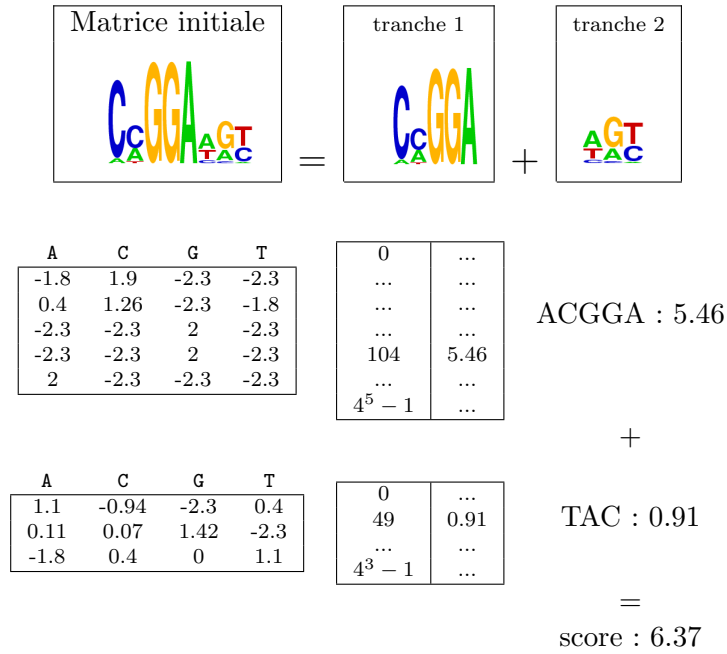 Matrice initiale
tranche 1
tranche 2
=
+
A C G T
-1.8 1.9 -2.3 -2.3
0.4 1.26 -2.3 -1.8
-2.3 -2.3 2 -2.3
-2.3 -2.3 2 -2.3
2 -2.3 -2.3 -2.3
0 ...
... ...
... ...
... ...
104 5.46
... ...
4^5 − 1 ...
ACGGA : 5.46
+
A C G T
1.1 -0.94 -2.3 0.4
0.11 0.07 1.42 -2.3
-1.8 0.4 0 1.1
0 ...
49 0.91
... ...
4^3 − 1 ...
TAC : 0.91
=
score : 6.37